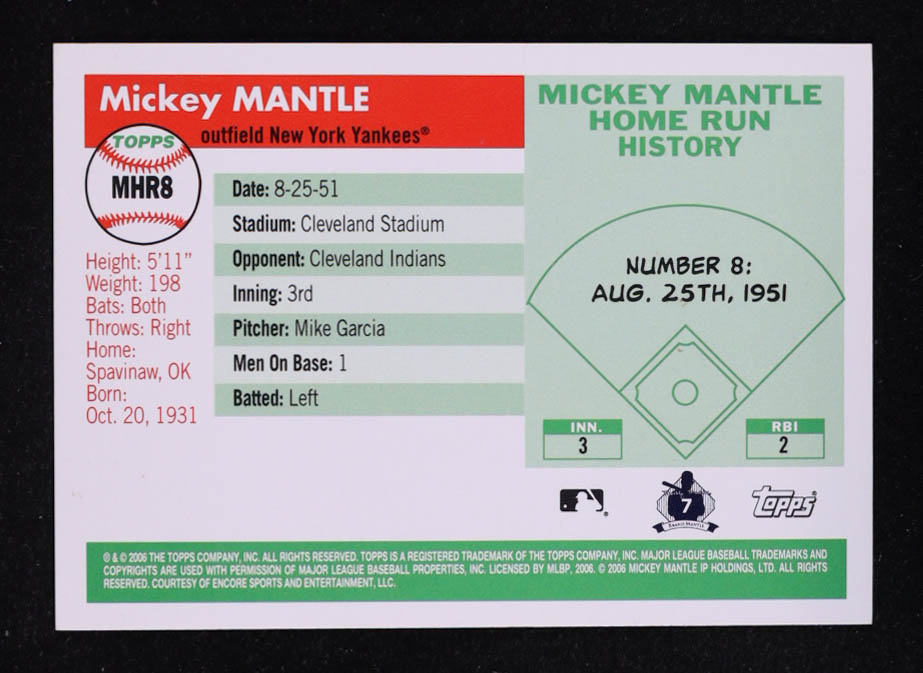 Mickey MANTLE
outfield New York Yankees®
TOPPS
MHR8
Height: 5'11"
Weight: 198
Bats: Both
Throws: Right
Home:
Spavinaw, OK
Born:
Oct. 20, 1931
Date: 8-25-51
Stadium: Cleveland Stadium
Opponent: Cleveland Indians
Inning: 3rd
Pitcher: Mike Garcia
Men On Base: 1
Batted: Left
MICKEY MANTLE
HOME RUN
HISTORY
NUMBER 8:
AUG. 25TH, 1951
INN.
3
RBI
2
7
MICKEY MANTLE
Topps®
® & © 2006 THE TOPPS COMPANY, INC. ALL RIGHTS RESERVED. TOPPS IS A REGISTERED TRADEMARK OF THE TOPPS COMPANY, INC. MAJOR LEAGUE BASEBALL TRADEMARKS AND
COPYRIGHTS ARE USED WITH PERMISSION OF MAJOR LEAGUE BASEBALL PROPERTIES, INC. LICENSED BY MLBP, 2006. © 2006 MICKEY MANTLE IP HOLDINGS, LTD. ALL RIGHTS
RESERVED. COURTESY OF ENCORE SPORTS AND ENTERTAINMENT, LLC.